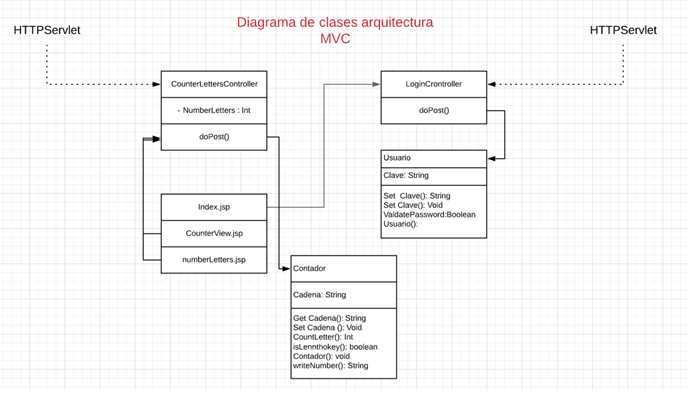 Diagrama de clases arquitectura
MVC
HTTPServlet
HTTPServlet
CounterLettersController
- NumberLetters : Int
doPost()
LoginCrontroller
doPost()
Usuario
Clave: String
Set Clave(): String
Set Clave(): Void
ValdatePassword:Boolean
Usuario():
Index.jsp
CounterView.jsp
numberLetters.jsp
Contador
Cadena: String
Get Cadena(): String
Set Cadena (); Void
CountLetter(): Int
isLennthokey(); boolean
Contador(): void
writeNumber(): String